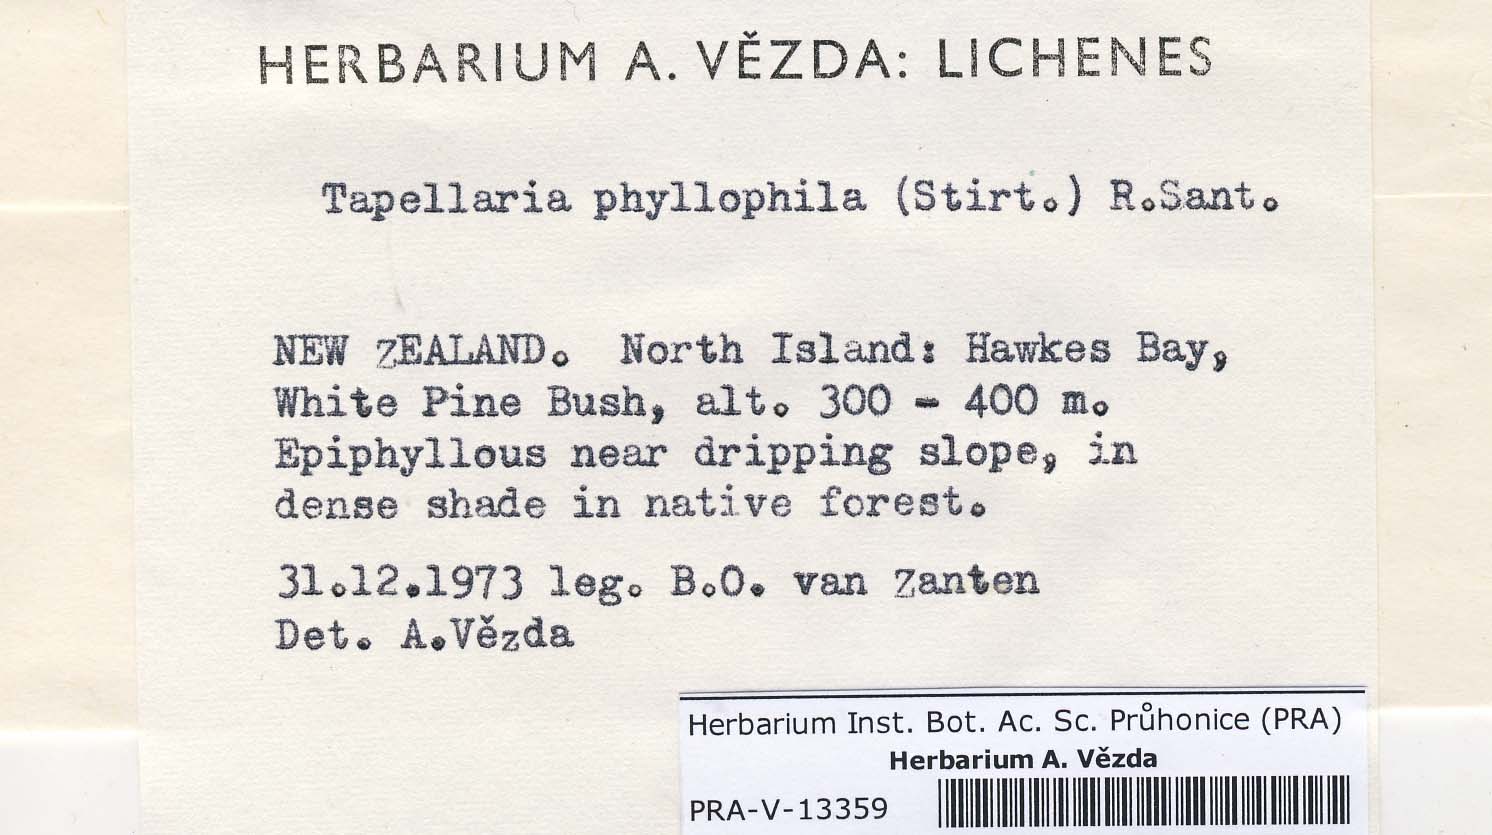 HERBARIUM A. VĚZDA: LICHENES
Tapellaria phyllophila (Stirt.) R.Sant.
NEW ZEALAND. North Island: Hawkes Bay,
White Pine Bush, alt. 300 - 400 m.
Epiphyllous near dripping slope, in
dense shade in native forest.
31.12.1973 leg. B.O. van Zanten
Det. A.Vězda
Herbarium Inst. Bot. Ac. Sc. Průhonice (PRA)
Herbarium A. Vězda
PRA-V-13359